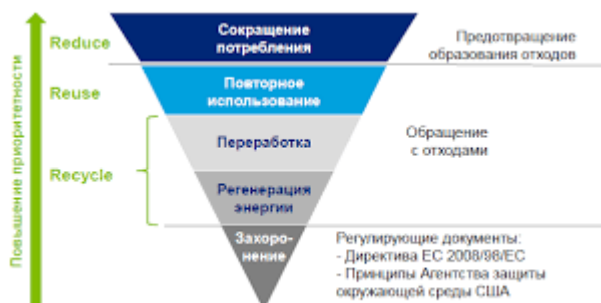 Повышение приоритетности
Reduce
Сокращение
потребления
Предотвращение
образования отходов
Reuse
Повторное
использование
Recycle
Переработка
Обращение
с отходами
Регенерация
энергии
Захоро-
нение
Регулирующие документы:
- Директива ЕС 2008/98/ЕС
- Принципы Агентства защиты
окружающей среды США